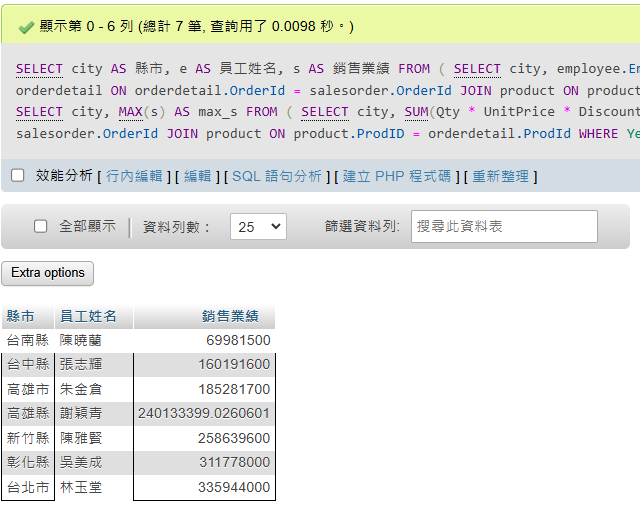 顯示第 0 - 6 列 (總計 7 筆, 查詢用了 0.0098 秒。)
SELECT city AS 縣市, e AS 員工姓名, s AS 銷售業績 FROM ( SELECT city, employee.Em
orderdetail ON orderdetail.OrderId = salesorder.OrderId JOIN product ON product
SELECT city, MAX(s) AS max_s FROM ( SELECT city, SUM(Qty * UnitPrice * Discount
salesorder.OrderId JOIN product ON product.ProdID = orderdetail.ProdId WHERE Ye
效能分析 [ 行內編輯 ] [ 編輯 ] [ SQL 語句分析 ] [ 建立 PHP 程式碼 ] [ 重新整理 ]
全部顯示 資料列數： 25 篩選資料列: 搜尋此資料表
Extra options
縣市 員工姓名 銷售業績
台南縣 陳曉蘭 69981500
台中縣 張志輝 160191600
高雄市 朱金倉 185281700
高雄縣 謝穎青 240133399.0260601
新竹縣 陳雅賢 258639600
彰化縣 吳美成 311778000
台北市 林玉堂 335944000